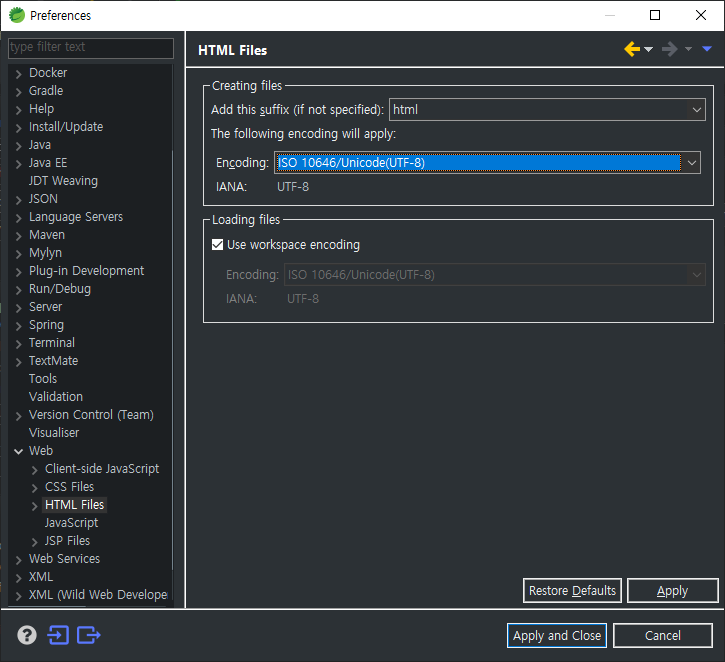 Preferences
type filter text
Docker
Gradle
Help
Install/Update
Java
Java EE
JDT Weaving
JSON
Language Servers
Maven
Mylyn
Plug-in Development
Run/Debug
Server
Spring
Terminal
TextMate
Tools
Validation
Version Control (Team)
Visualiser
Web
Client-side JavaScript
CSS Files
HTML Files
JavaScript
JSP Files
Web Services
XML
XML (Wild Web Develope
HTML Files
Creating files
Add this suffix (if not specified): html
The following encoding will apply:
Encoding: ISO 10646/Unicode(UTF-8)
IANA: UTF-8
Loading files
Use workspace encoding
Encoding: ISO 10646/Unicode(UTF-8)
IANA: UTF-8
Restore Defaults Apply
? Apply and Close Cancel